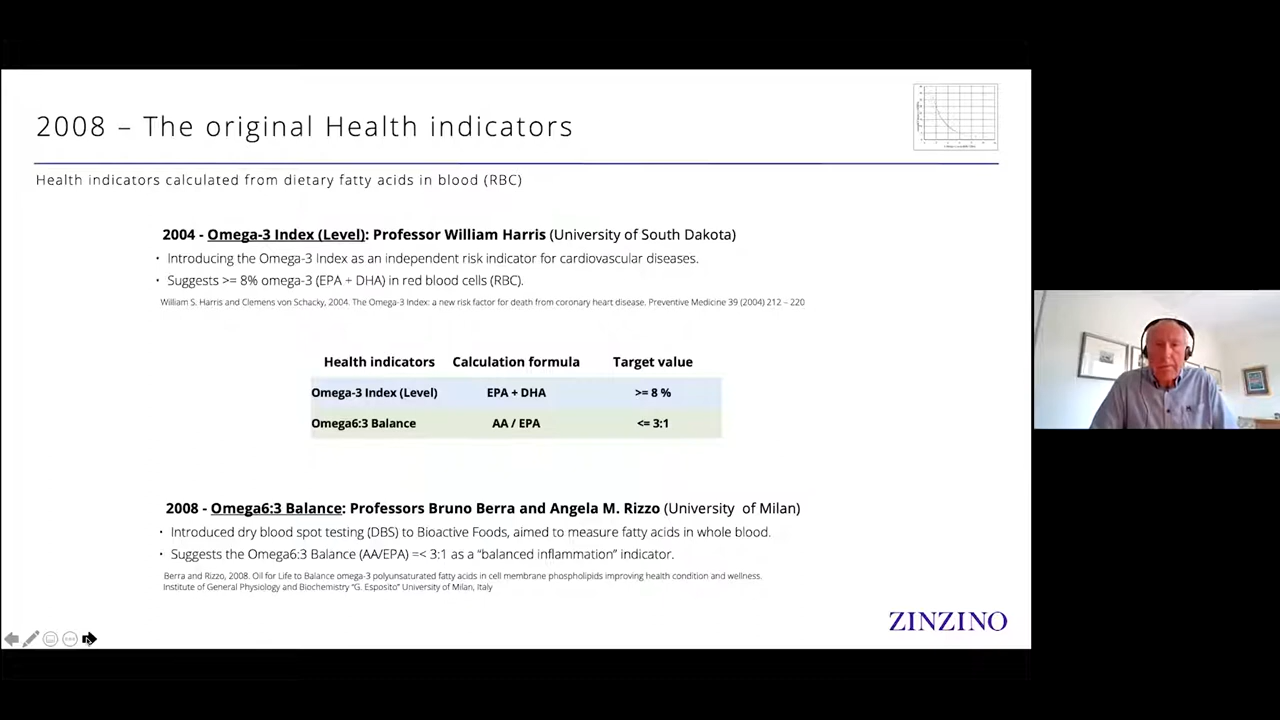 2008 – The original Health indicators
Health indicators calculated from dietary fatty acids in blood (RBC)
2004 - Omega-3 Index (Level): Professor William Harris (University of South Dakota)
• Introducing the Omega-3 Index as an independent risk indicator for cardiovascular diseases.
• Suggests >= 8% omega-3 (EPA + DHA) in red blood cells (RBC).
William S. Harris and Clemens von Schacky, 2004. The Omega-3 Index: a new risk factor for death from coronary heart disease. Preventive Medicine 39 (2004) 212 – 220
Health indicators Calculation formula Target value
Omega-3 Index (Level) EPA + DHA >= 8 %
Omega6:3 Balance AA / EPA <= 3:1
2008 - Omega6:3 Balance: Professors Bruno Berra and Angela M. Rizzo (University of Milan)
• Introduced dry blood spot testing (DBS) to Bioactive Foods, aimed to measure fatty acids in whole blood.
• Suggests the Omega6:3 Balance (AA/EPA) =< 3:1 as a “balanced inflammation” indicator.
Berra and Rizzo, 2008. Oil for Life to Balance omega-3 polyunsaturated fatty acids in cell membrane phospholipids improving health condition and wellness.
Institute of General Physiology and Biochemistry “G. Esposito” University of Milan, Italy
ZINZINO